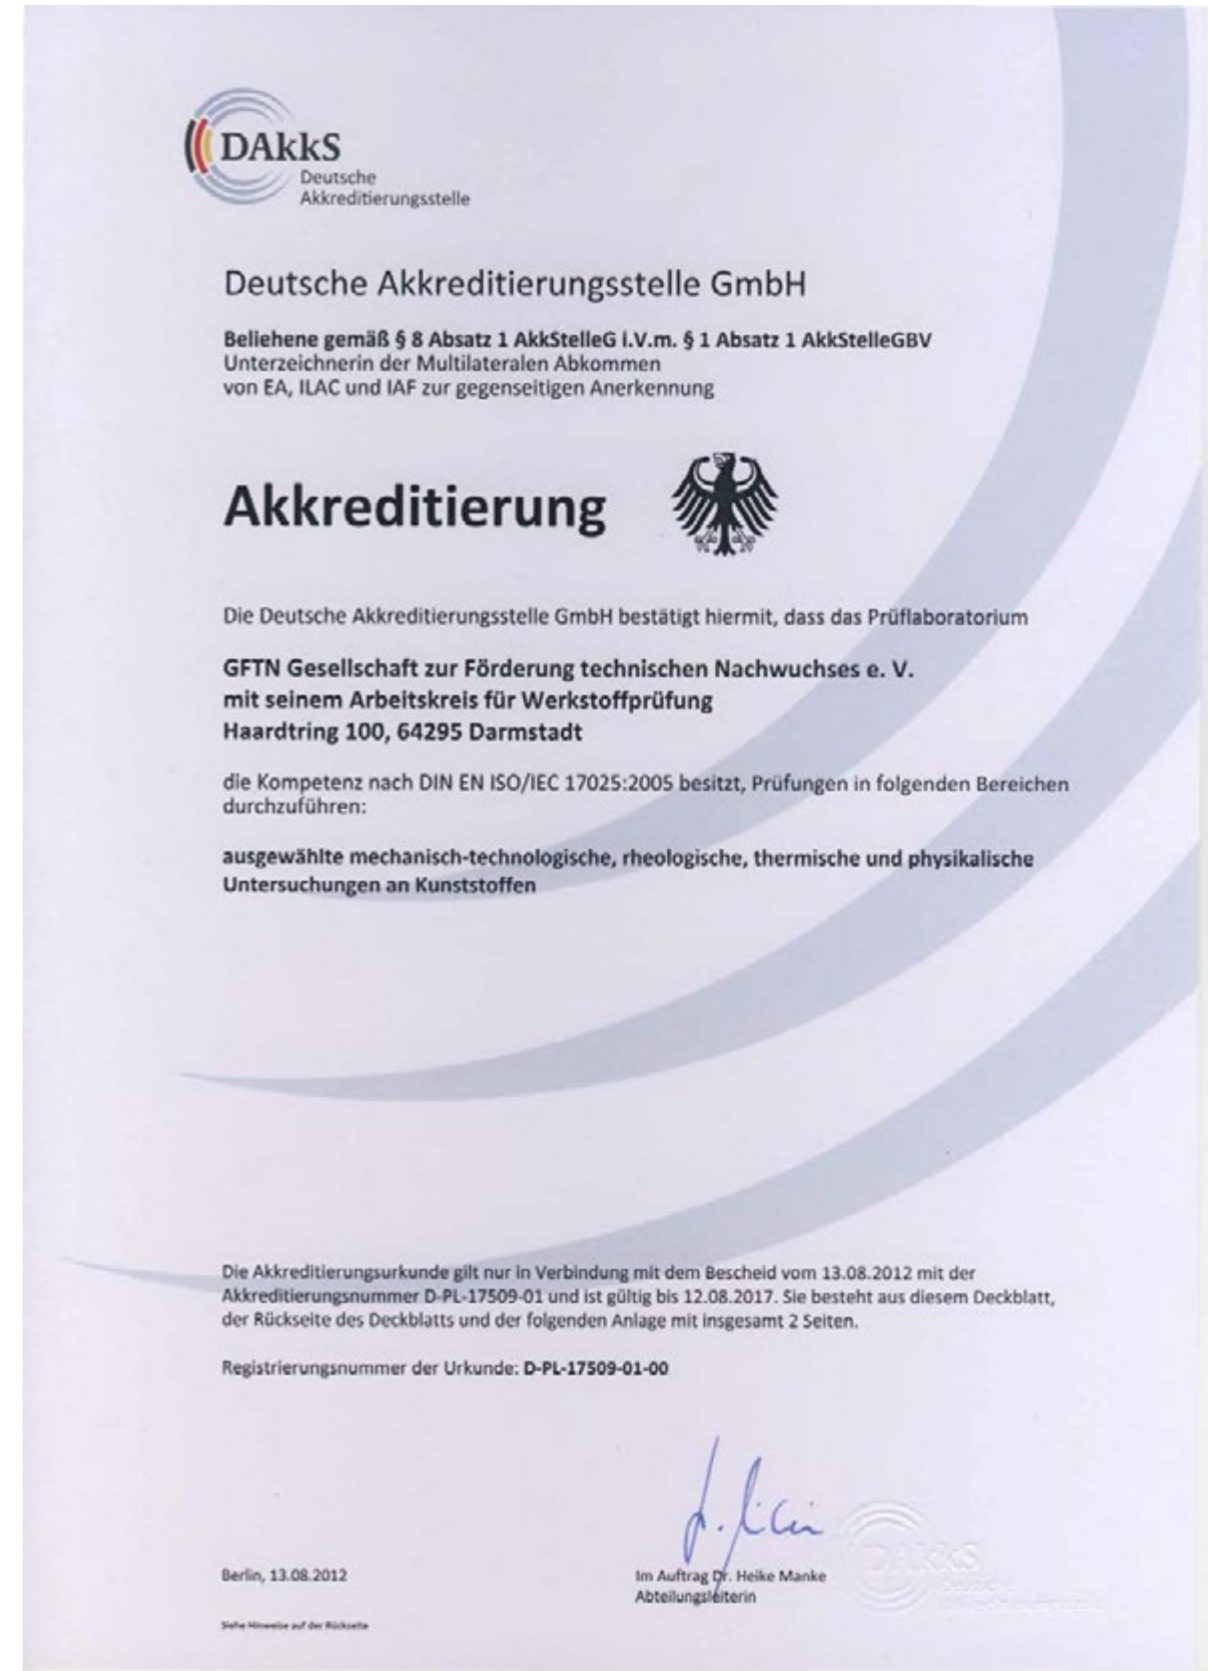 DAkkS
Deutsche
Akkreditierungsstelle
Deutsche Akkreditierungsstelle GmbH
Beliehene gemäß § 8 Absatz 1 AkkStelleG i.V.m. § 1 Absatz 1 AkkStelleGBV
Unterzeichnerin der Multilateralen Abkommen
von EA, ILAC und IAF zur gegenseitigen Anerkennung
Akkreditierung
Die Deutsche Akkreditierungsstelle GmbH bestätigt hiermit, dass das Prüflaboratorium
GFTN Gesellschaft zur Förderung technischen Nachwuchses e. V.
mit seinem Arbeitskreis für Werkstoffprüfung
Haardtring 100, 64295 Darmstadt
die Kompetenz nach DIN EN ISO/IEC 17025:2005 besitzt, Prüfungen in folgenden Bereichen
durchzuführen:
ausgewählte mechanisch-technologische, rheologische, thermische und physikalische
Untersuchungen an Kunststoffen
Die Akkreditierungsurkunde gilt nur in Verbindung mit dem Bescheid vom 13.08.2012 mit der
Akkreditierungsnummer D-PL-17509-01 und ist gültig bis 12.08.2017. Sie besteht aus diesem Deckblatt,
der Rückseite des Deckblatts und der folgenden Anlage mit insgesamt 2 Seiten.
Registrierungsnummer der Urkunde: D-PL-17509-01-00
Berlin, 13.08.2012
Im Auftrag Dr. Heike Manke
Abteilungsleiterin
DAkkS
Siehe Hinweise auf der Rückseite